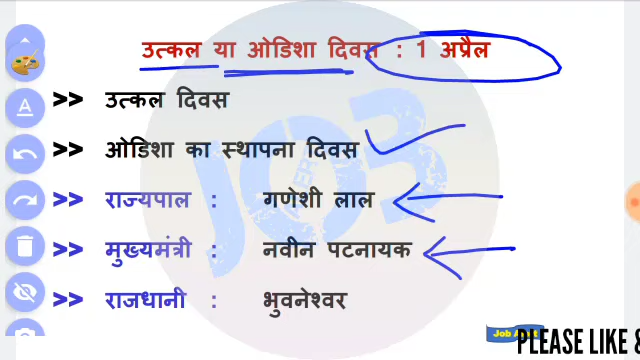 उत्कल या ओडिशा दिवस : 1 अप्रैल
>> उत्कल दिवस
>> ओडिशा का स्थापना दिवस
>> राज्यपाल : गणेशी लाल
>> मुख्यमंत्री : नवीन पटनायक
>> राजधानी : भुवनेश्वर
JOB
PLEASE LIKE &